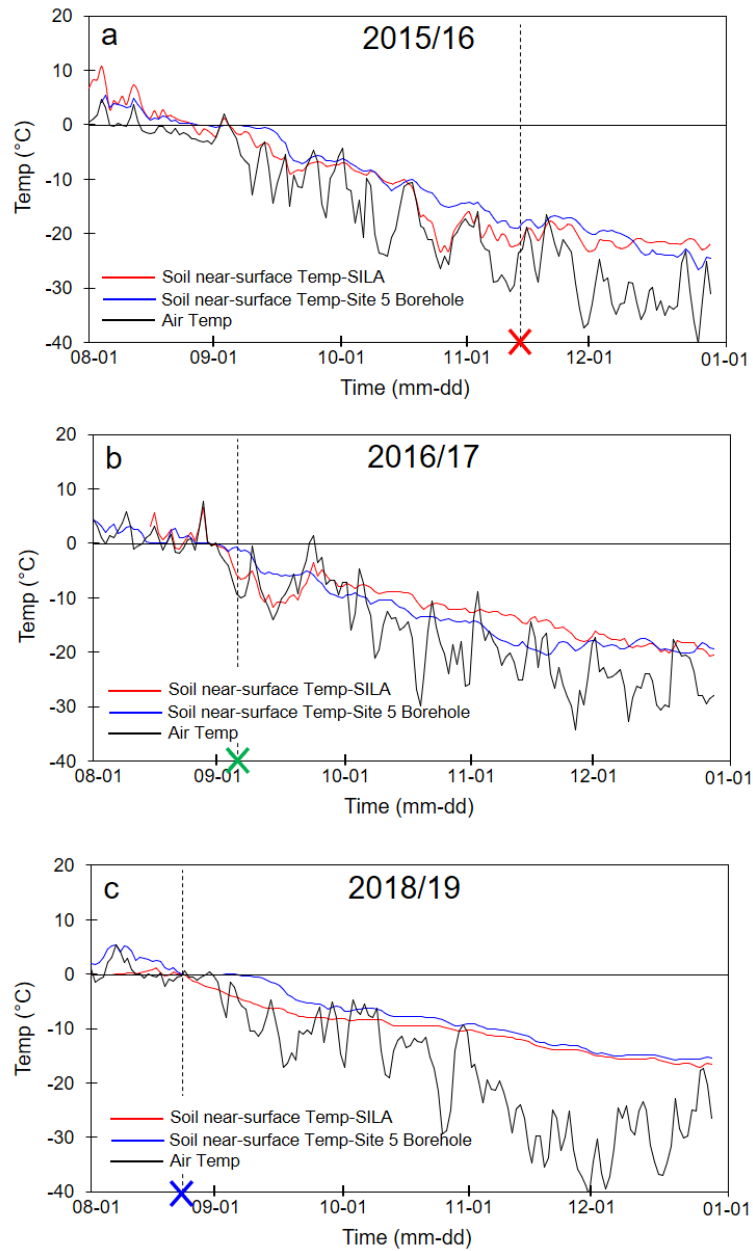 a
2015/16
20
10
0
-10
-20
-30
-40
Temp (°C)
Soil near-surface Temp-SILA
Soil near-surface Temp-Site 5 Borehole
Air Temp
08-01 09-01 10-01 11-01 12-01 01-01
Time (mm-dd)
b
2016/17
20
10
0
-10
-20
-30
-40
Temp (°C)
Soil near-surface Temp-SILA
Soil near-surface Temp-Site 5 Borehole
Air Temp
08-01 09-01 10-01 11-01 12-01 01-01
Time (mm-dd)
c
2018/19
20
10
0
-10
-20
-30
-40
Temp (°C)
Soil near-surface Temp-SILA
Soil near-surface Temp-Site 5 Borehole
Air Temp
08-01 09-01 10-01 11-01 12-01 01-01
Time (mm-dd)